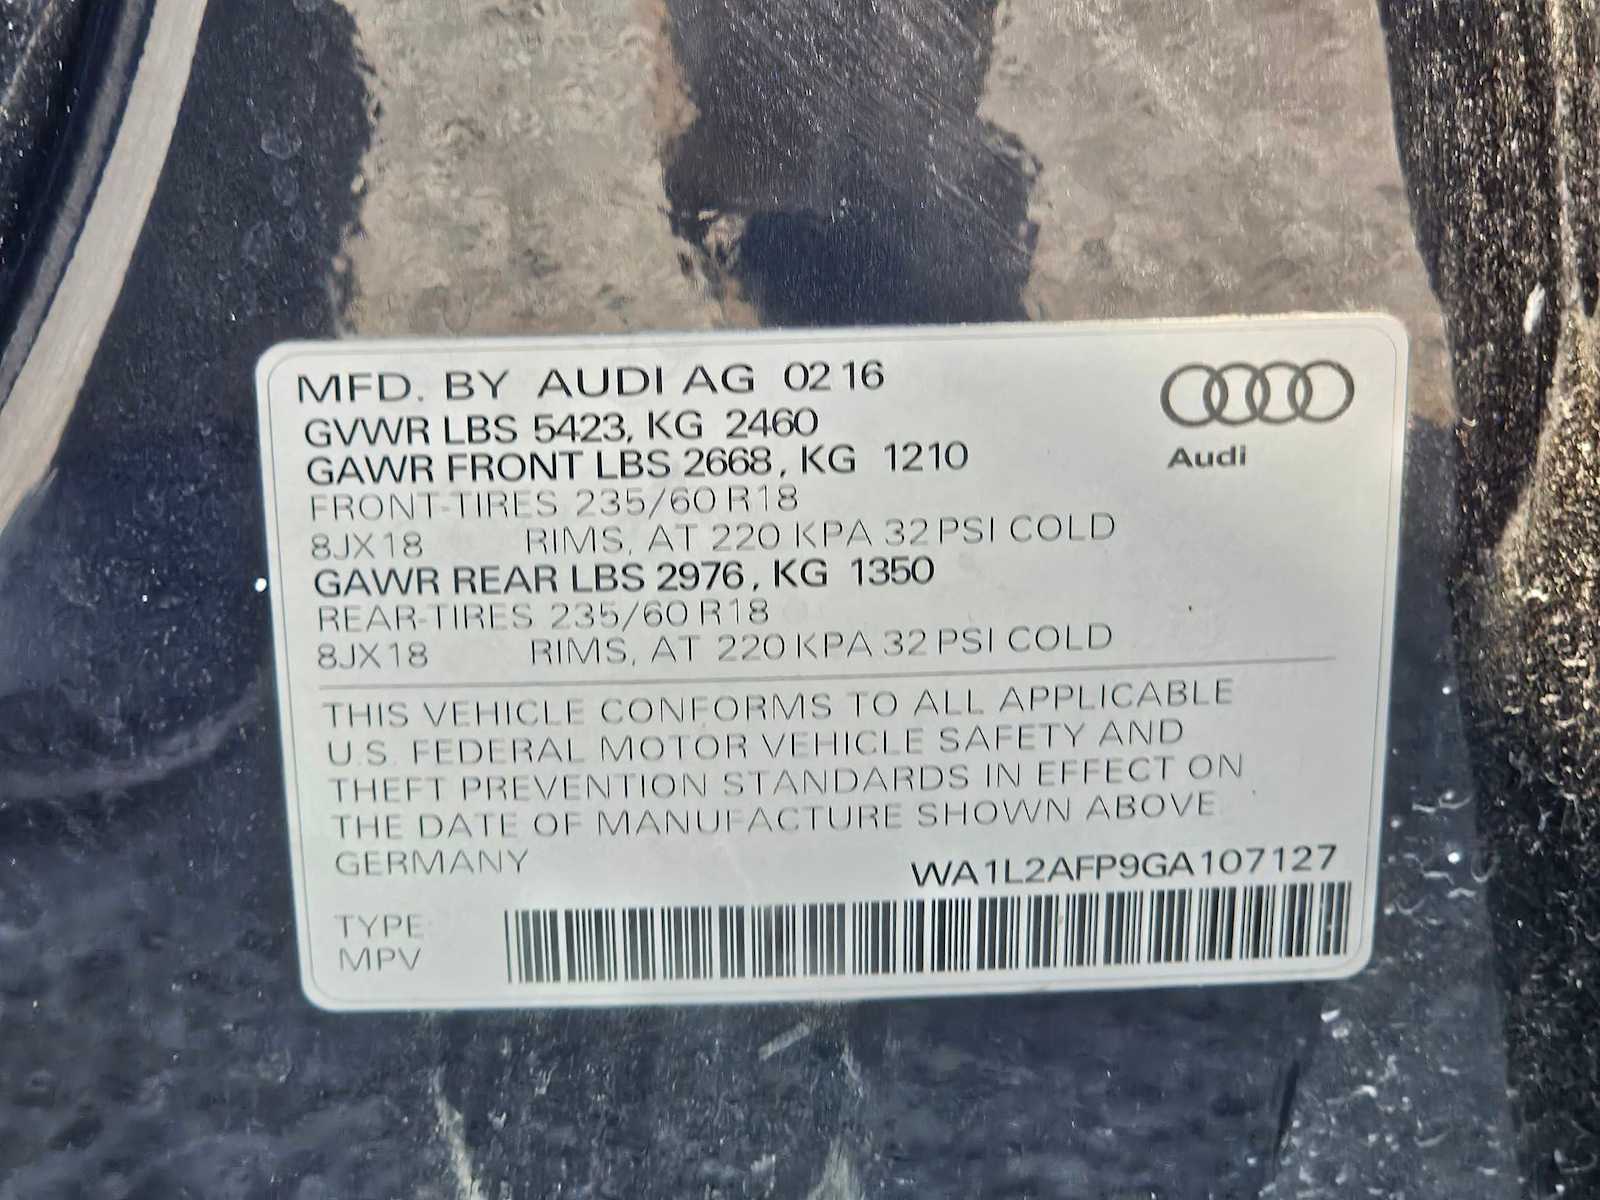 MFD. BY AUDI AG 02 16
GVWR LBS 5423, KG 2460
GAWR FRONT LBS 2668, KG 1210
FRONT-TIRES 235/60 R18
8JX18 RIMS, AT 220 KPA 32 PSI COLD
GAWR REAR LBS 2976, KG 1350
REAR-TIRES 235/60 R18
8JX18 RIMS, AT 220 KPA 32 PSI COLD
Audi
THIS VEHICLE CONFORMS TO ALL APPLICABLE
U.S. FEDERAL MOTOR VEHICLE SAFETY AND
THEFT PREVENTION STANDARDS IN EFFECT ON
THE DATE OF MANUFACTURE SHOWN ABOVE.
GERMANY WA1L2AFP9GA107127
TYPE:
MPV